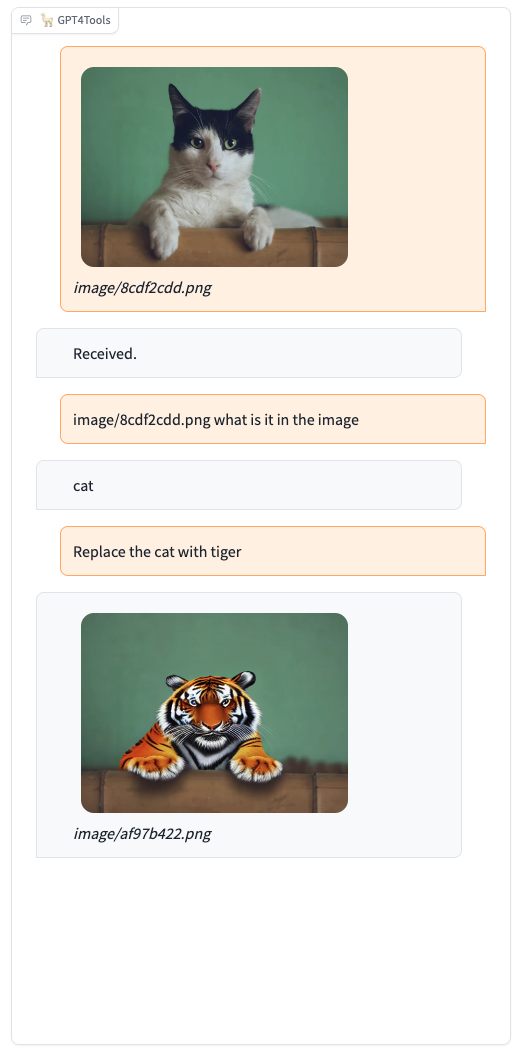 GPT4Tools
image/8cdf2cdd.png
Received.
image/8cdf2cdd.png what is it in the image
cat
Replace the cat with tiger
image/af97b422.png